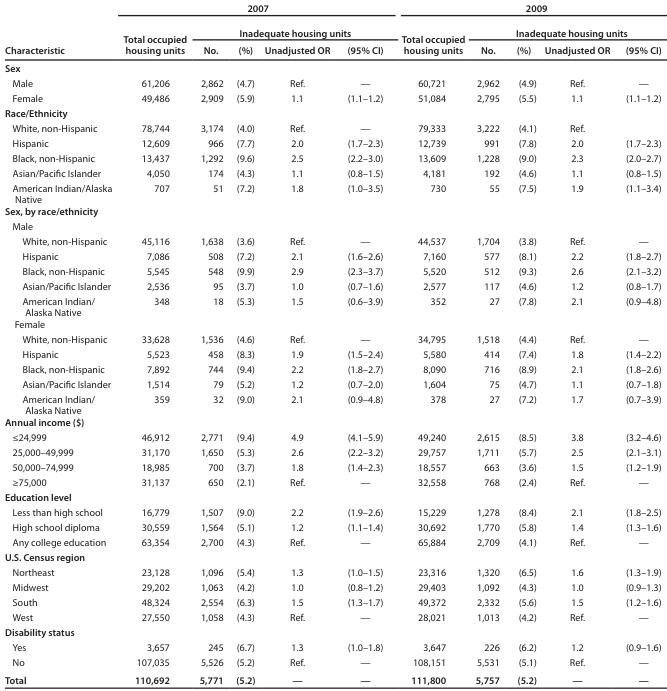 2007 2009
Total occupied housing units Inadequate housing units Total occupied housing units Inadequate housing units
Characteristic No. (%) Unadjusted OR (95% CI) No. (%) Unadjusted OR (95% CI)
Sex
Male 61,206 2,862 (4.7) Ref. — 60,721 2,962 (4.9) Ref. —
Female 49,486 2,909 (5.9) 1.1 (1.1–1.2) 51,084 2,795 (5.5) 1.1 (1.1–1.2)
Race/Ethnicity
White, non-Hispanic 78,744 3,174 (4.0) Ref. — 79,333 3,222 (4.1) Ref.
Hispanic 12,609 966 (7.7) 2.0 (1.7–2.3) 12,739 991 (7.8) 2.0 (1.7–2.3)
Black, non-Hispanic 13,437 1,292 (9.6) 2.5 (2.2–3.0) 13,609 1,228 (9.0) 2.3 (2.0–2.7)
Asian/Pacific Islander 4,050 174 (4.3) 1.1 (0.8–1.5) 4,181 192 (4.6) 1.1 (0.8–1.5)
American Indian/Alaska 707 51 (7.2) 1.8 (1.0–3.5) 730 55 (7.5) 1.9 (1.1–3.4)
Native
Sex, by race/ethnicity
Male
White, non-Hispanic 45,116 1,638 (3.6) Ref. — 44,537 1,704 (3.8) Ref. —
Hispanic 7,086 508 (7.2) 2.1 (1.6–2.6) 7,160 577 (8.1) 2.2 (1.8–2.7)
Black, non-Hispanic 5,545 548 (9.9) 2.9 (2.3–3.7) 5,520 512 (9.3) 2.6 (2.1–3.2)
Asian/Pacific Islander 2,536 95 (3.7) 1.0 (0.7–1.6) 2,577 117 (4.6) 1.2 (0.8–1.7)
American Indian/ 348 18 (5.3) 1.5 (0.6–3.9) 352 27 (7.8) 2.1 (0.9–4.8)
Alaska Native
Female
White, non-Hispanic 33,628 1,536 (4.6) Ref. — 34,795 1,518 (4.4) Ref. —
Hispanic 5,523 458 (8.3) 1.9 (1.5–2.4) 5,580 414 (7.4) 1.8 (1.4–2.2)
Black, non-Hispanic 7,892 744 (9.4) 2.2 (1.8–2.7) 8,090 716 (8.9) 2.1 (1.8–2.6)
Asian/Pacific Islander 1,514 79 (5.2) 1.2 (0.7–2.0) 1,604 75 (4.7) 1.1 (0.7–1.8)
American Indian/ 359 32 (9.0) 2.1 (0.9–4.8) 378 27 (7.2) 1.7 (0.7–3.9)
Alaska Native
Annual income ($)
≤24,999 46,912 2,771 (9.4) 4.9 (4.1–5.9) 49,240 2,615 (8.5) 3.8 (3.2–4.6)
25,000–49,999 31,170 1,650 (5.3) 2.6 (2.2–3.2) 29,757 1,711 (5.7) 2.5 (2.1–3.1)
50,000–74,999 18,985 700 (3.7) 1.8 (1.4–2.3) 18,557 663 (3.6) 1.5 (1.2–1.9)
≥75,000 31,137 650 (2.1) Ref. — 32,558 768 (2.4) Ref. —
Education level
Less than high school 16,779 1,507 (9.0) 2.2 (1.9–2.6) 15,229 1,278 (8.4) 2.1 (1.8–2.5)
High school diploma 30,559 1,564 (5.1) 1.2 (1.1–1.4) 30,692 1,770 (5.8) 1.4 (1.3–1.6)
Any college education 63,354 2,700 (4.3) Ref. — 65,884 2,709 (4.1) Ref. —
U.S. Census region
Northeast 23,128 1,096 (5.4) 1.3 (1.0–1.5) 23,316 1,320 (6.5) 1.6 (1.3–1.9)
Midwest 29,202 1,063 (4.2) 1.0 (0.8–1.2) 29,403 1,092 (4.3) 1.0 (0.9–1.3)
South 48,324 2,554 (6.3) 1.5 (1.3–1.7) 49,372 2,332 (5.6) 1.5 (1.2–1.6)
West 27,550 1,058 (4.3) Ref. — 28,021 1,013 (4.2) Ref. —
Disability status
Yes 3,657 245 (6.7) 1.3 (1.0–1.8) 3,647 226 (6.2) 1.2 (0.9–1.6)
No 107,035 5,526 (5.2) Ref. — 108,151 5,531 (5.1) Ref. —
Total 110,692 5,771 (5.2) — — 111,800 5,757 (5.2) — —